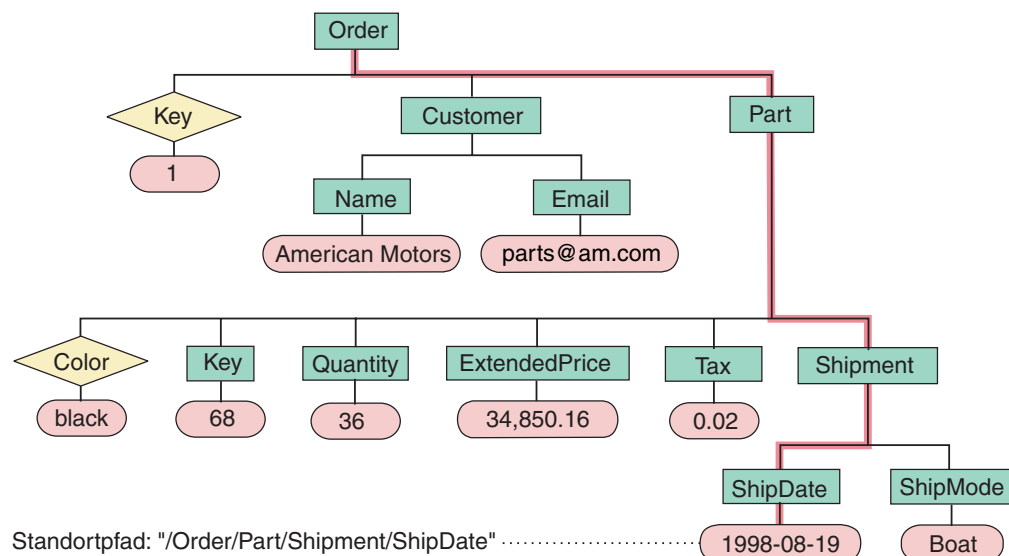 Order
Key
Customer
Part
1
Name
Email
American Motors
parts@am.com
Color
Key
Quantity
ExtendedPrice
Tax
Shipment
black
68
36
34,850.16
0.02
ShipDate
ShipMode
Standortpfad: "/Order/Part/Shipment/ShipDate"
1998-08-19
Boat